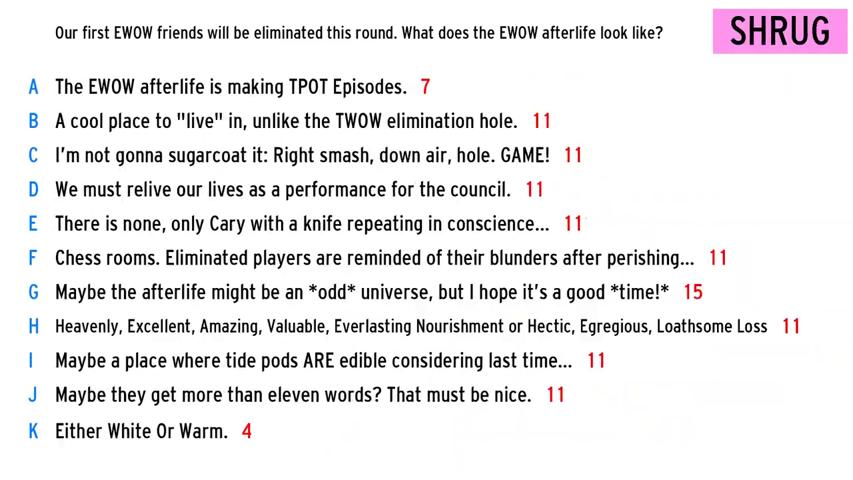 Our first EWOW friends will be eliminated this round. What does the EWOW afterlife look like?
SHRUG
A The EWOW afterlife is making TPOT Episodes. 7
B A cool place to "live" in, unlike the TWOW elimination hole. 11
C I'm not gonna sugarcoat it: Right smash, down air, hole. GAME! 11
D We must relive our lives as a performance for the council. 11
E There is none, only Cary with a knife repeating in conscience... 11
F Chess rooms. Eliminated players are reminded of their blunders after perishing... 11
G Maybe the afterlife might be an *odd* universe, but I hope it's a good *time!* 15
H Heavenly, Excellent, Amazing, Valuable, Everlasting Nourishment or Hectic, Egregious, Loathsome Loss 11
I Maybe a place where tide pods ARE edible considering last time... 11
J Maybe they get more than eleven words? That must be nice. 11
K Either White Or Warm. 4